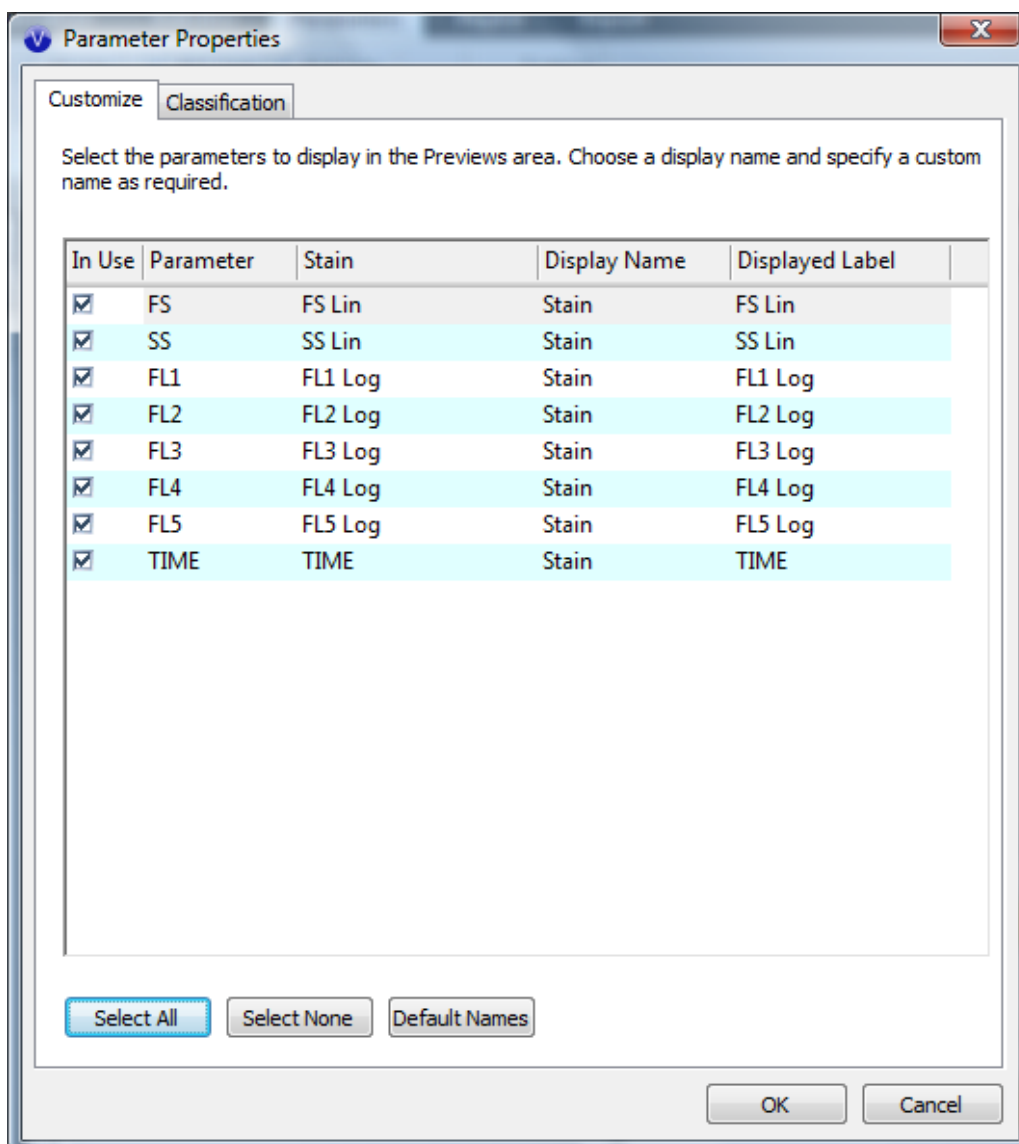 Parameter Properties
Customize Classification
Select the parameters to display in the Previews area. Choose a display name and specify a custom
name as required.
In Use Parameter Stain Display Name Displayed Label
FS FS Lin Stain FS Lin
SS SS Lin Stain SS Lin
FL1 FL1 Log Stain FL1 Log
FL2 FL2 Log Stain FL2 Log
FL3 FL3 Log Stain FL3 Log
FL4 FL4 Log Stain FL4 Log
FL5 FL5 Log Stain FL5 Log
TIME TIME Stain TIME
Select All Select None Default Names
OK Cancel